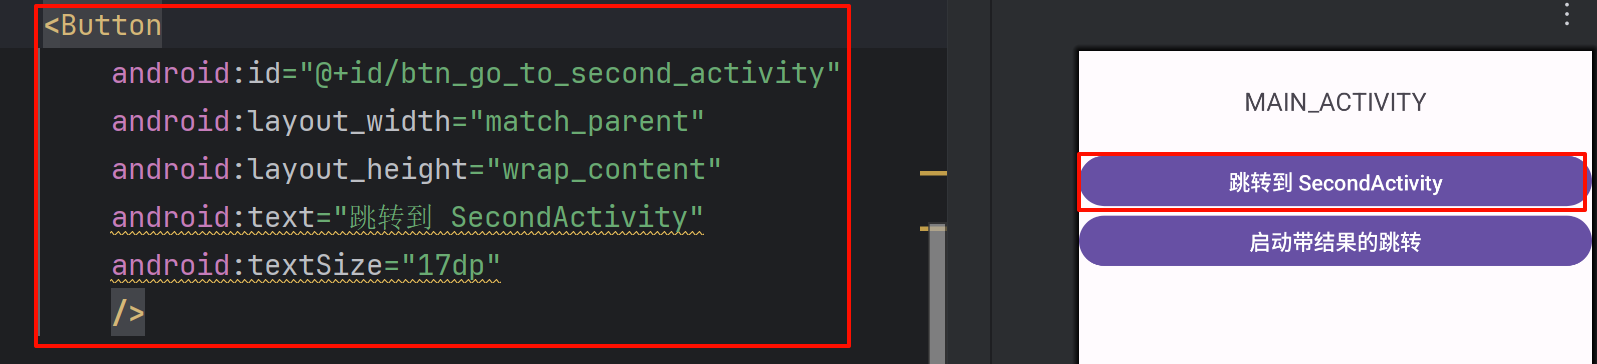 <Button
android:id="@+id/btn_go_to_second_activity"
android:layout_width="match_parent"
android:layout_height="wrap_content"
android:text="跳转到 SecondActivity"
android:textSize="17dp"
/>
MAIN_ACTIVITY
跳转到 SecondActivity
启动带结果的跳转